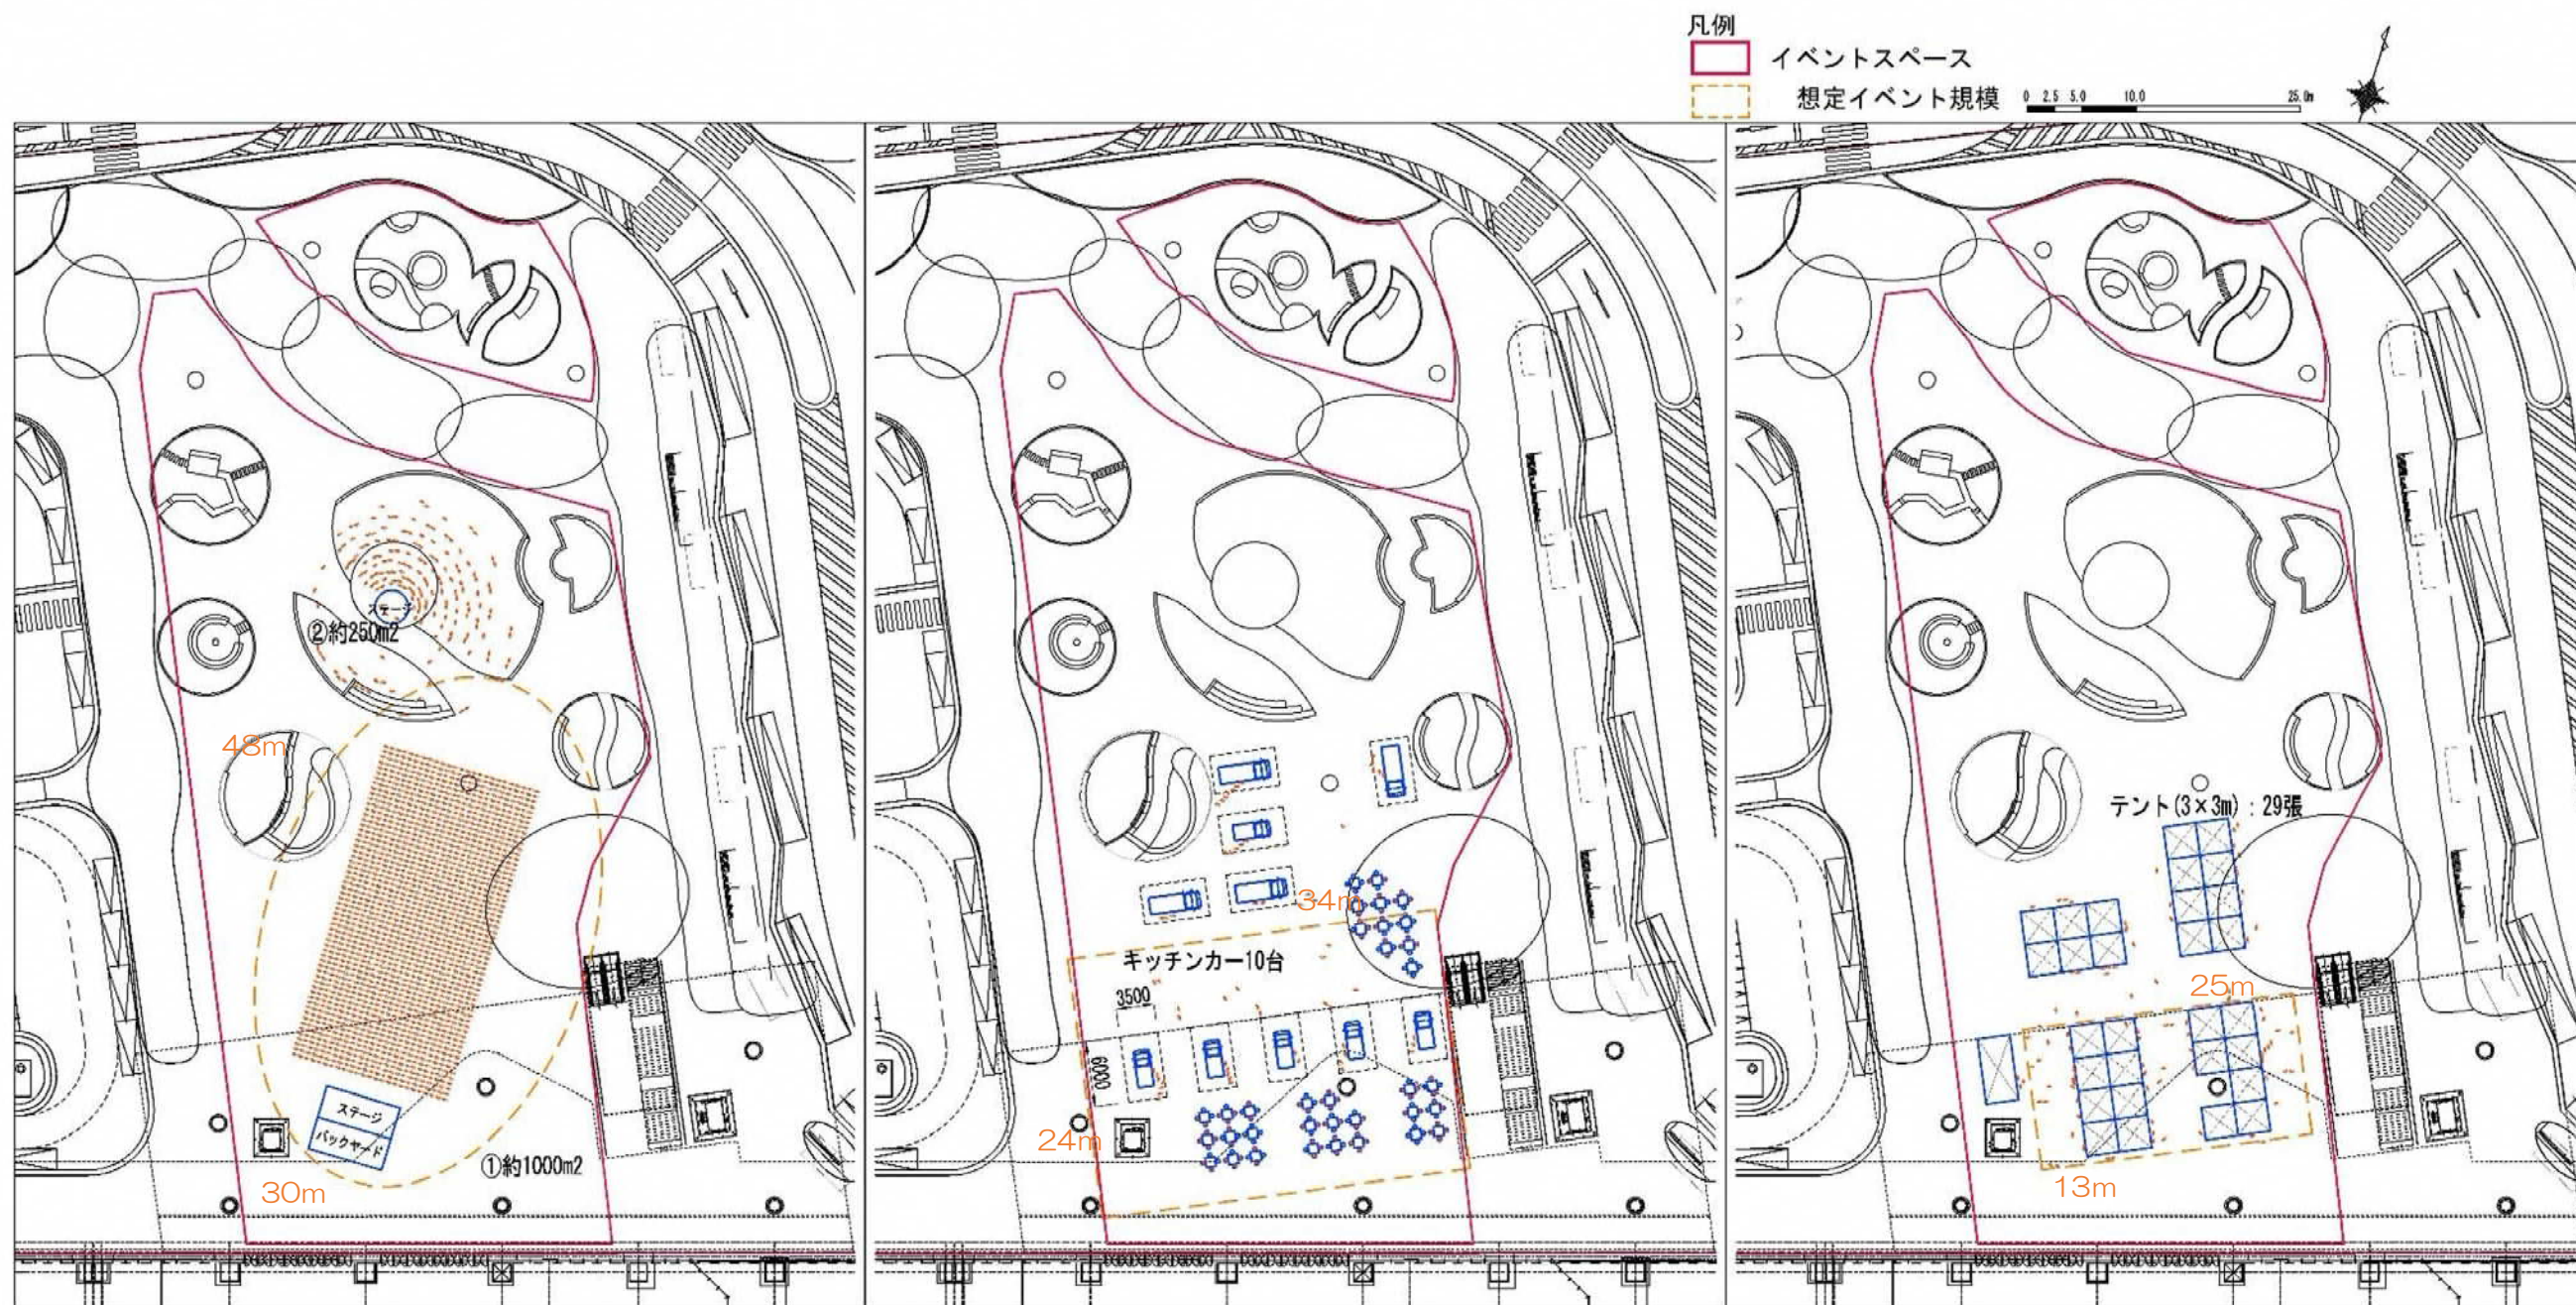 凡例
イベントスペース
想定イベント規模
0 2.5 5.0 10.0 25.0m
ステージ
②約250m2
48m
ステージ
バックヤード
①約1000m2
30m
34m
キッチンカー10台
3500
6000
24m
テント(3×3m):29張
25m
13m